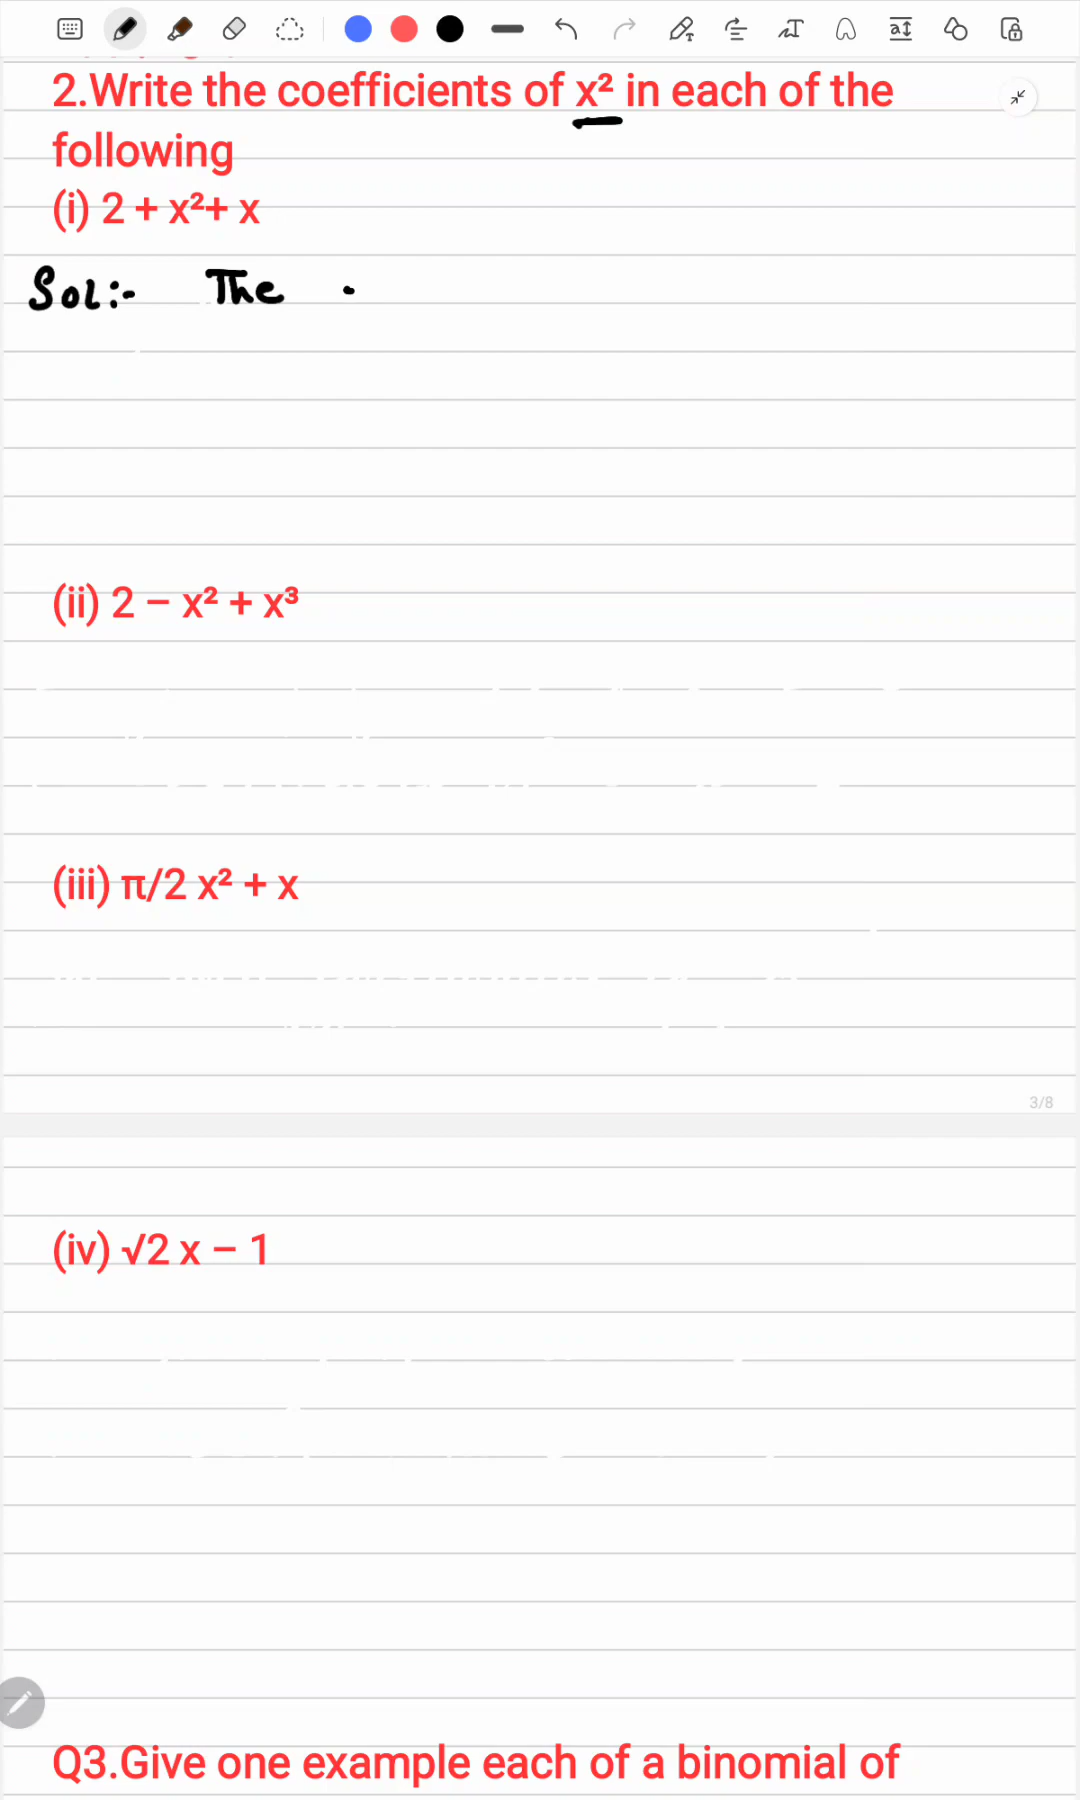 2.Write the coefficients of x² in each of the
following
(i) 2 + x²+ x
Sol:- The
(ii) 2 – x² + x³
(iii) π/2 x² + x
3/8
(iv) √2 x – 1
Q3.Give one example each of a binomial of